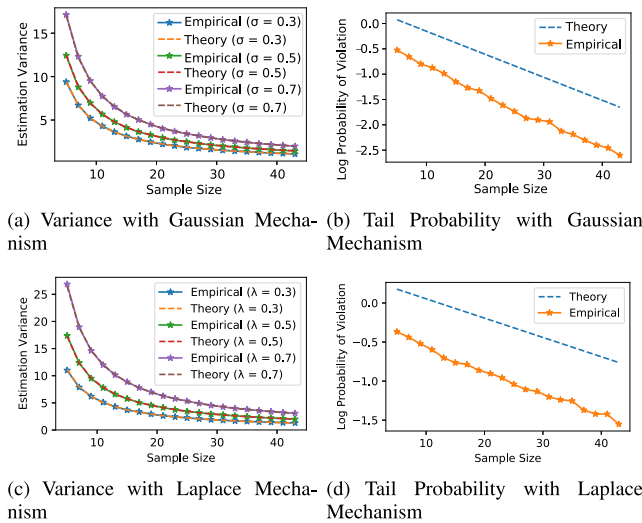 Estimation Variance
15
10
5
Empirical (σ = 0.3)
Theory (σ = 0.3)
Empirical (σ = 0.5)
Theory (σ = 0.5)
Empirical (σ = 0.7)
Theory (σ = 0.7)
10 20 30 40
Sample Size
Log Probability of Violation
0.0
−0.5
−1.0
−1.5
−2.0
−2.5
Theory
Empirical
10 20 30 40
Sample Size
(a) Variance with Gaussian Mecha-
nism
(b) Tail Probability with Gaussian
Mechanism
Estimation Variance
25
20
15
10
5
0
Empirical (λ = 0.3)
Theory (λ = 0.3)
Empirical (λ = 0.5)
Theory (λ = 0.5)
Empirical (λ = 0.7)
Theory (λ = 0.7)
10 20 30 40
Sample Size
Log Probability of Violation
0.0
−0.5
−1.0
−1.5
Theory
Empirical
10 20 30 40
Sample Size
(c) Variance with Laplace Mecha-
nism
(d) Tail Probability with Laplace
Mechanism